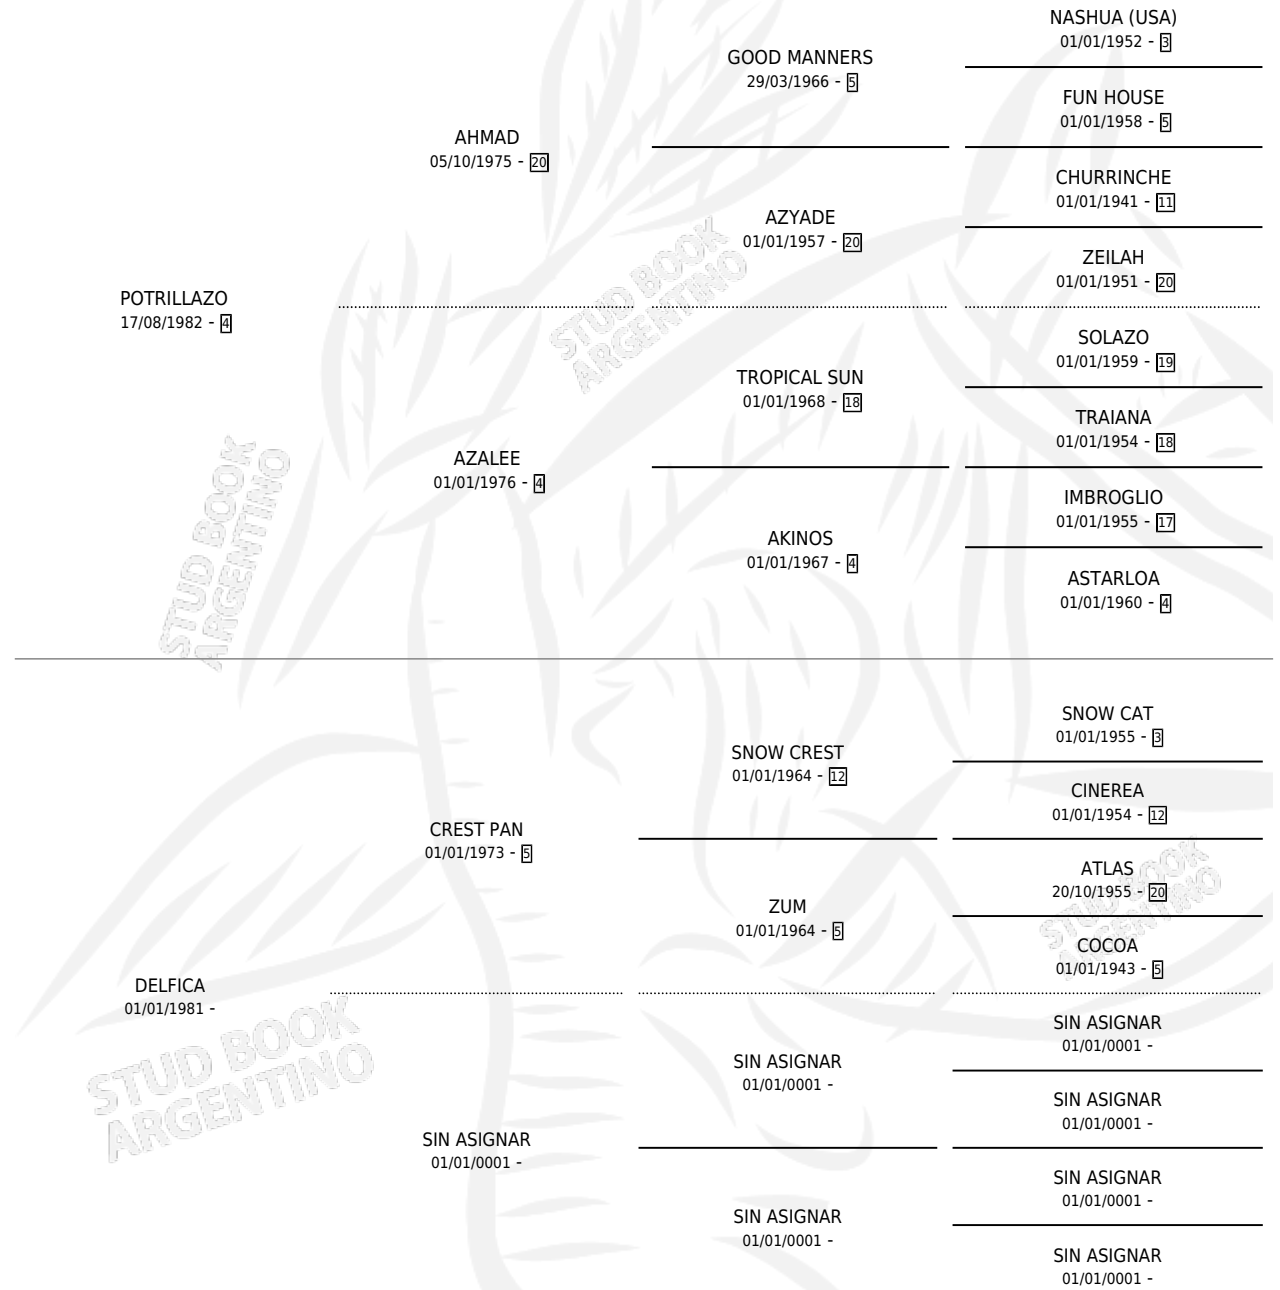 NASHUA (USA)
01/01/1952 - 3
GOOD MANNERS
29/03/1966 - 5
FUN HOUSE
01/01/1958 - 5
AHMAD
05/10/1975 - 20
CHURRINCHE
01/01/1941 - 11
AZYADE
01/01/1957 - 20
ZEILAH
01/01/1951 - 20
POTRILLAZO
17/08/1982 - 4
SOLAZO
01/01/1959 - 19
TROPICAL SUN
01/01/1968 - 18
TRAIANA
01/01/1954 - 18
AZALEE
01/01/1976 - 4
IMBROGLIO
01/01/1955 - 17
AKINOS
01/01/1967 - 4
ASTARLOA
01/01/1960 - 4
STUD BOOK
ARGENTINO
STUD BOOK
ARGENTINO
SNOW CAT
01/01/1955 - 3
SNOW CREST
01/01/1964 - 12
CINEREA
01/01/1954 - 12
CREST PAN
01/01/1973 - 5
ATLAS
20/10/1955 - 20
ZUM
01/01/1964 - 5
COCOA
01/01/1943 - 5
STUD BOOK
ARGENTINO
DELFICA
01/01/1981 -
SIN ASIGNAR
01/01/0001 -
SIN ASIGNAR
01/01/0001 -
SIN ASIGNAR
01/01/0001 -
STUD BOOK
ARGENTINO
SIN ASIGNAR
01/01/0001 -
SIN ASIGNAR
01/01/0001 -
SIN ASIGNAR
01/01/0001 -
SIN ASIGNAR
01/01/0001 -